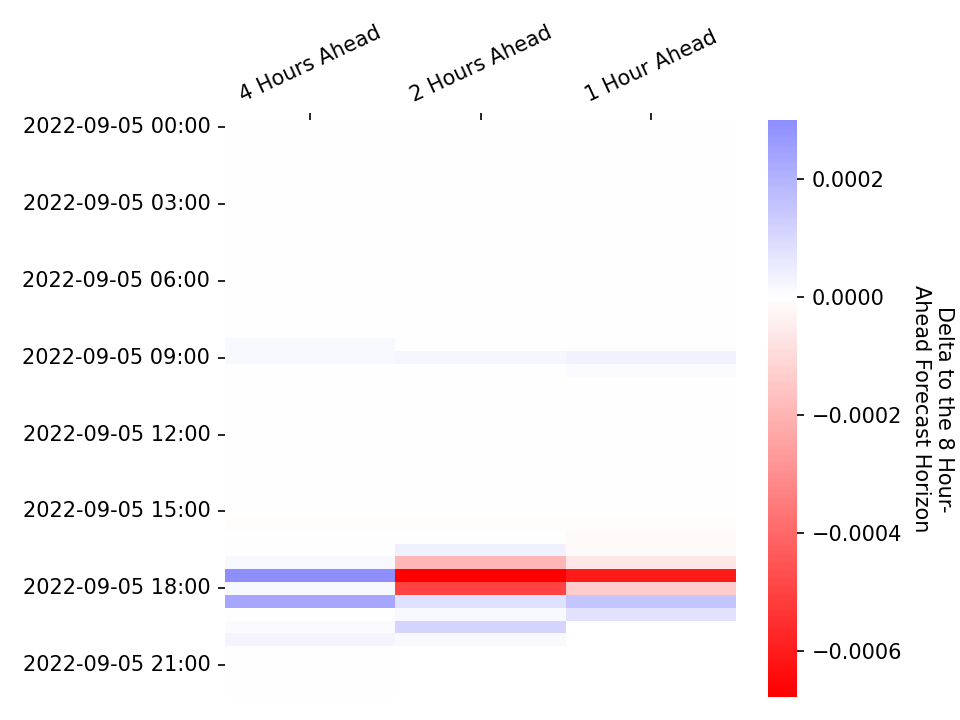 4 Hours Ahead
2 Hours Ahead
1 Hour Ahead
2022-09-05 00:00
2022-09-05 03:00
2022-09-05 06:00
2022-09-05 09:00
2022-09-05 12:00
2022-09-05 15:00
2022-09-05 18:00
2022-09-05 21:00
0.0002
0.0000
−0.0002
−0.0004
−0.0006
Delta to the 8 Hour-
Ahead Forecast Horizon